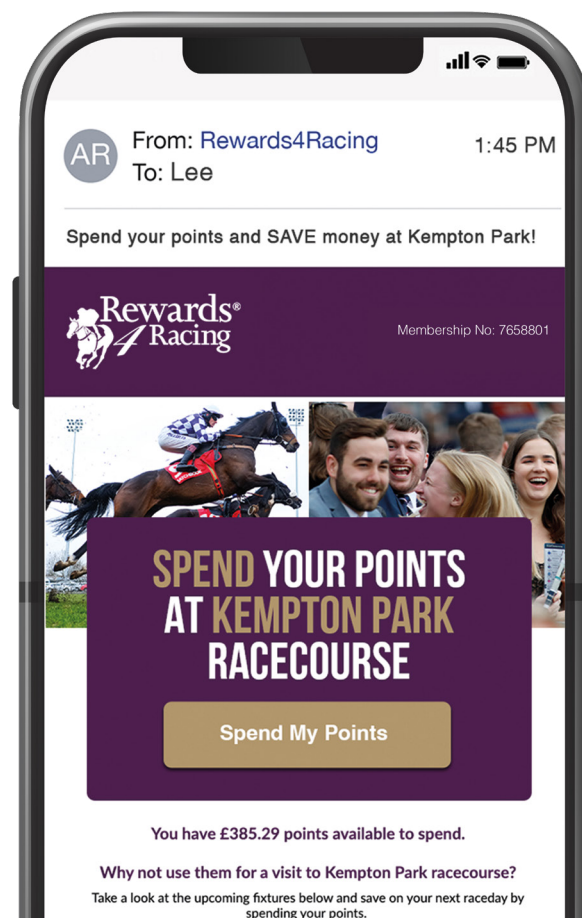 AR
From: Rewards4Racing
To: Lee
1:45 PM
Spend your points and SAVE money at Kempton Park!
Rewards®
4 Racing
Membership No: 7658801
SPEND YOUR POINTS
AT KEMPTON PARK
RACECOURSE
Spend My Points
You have £385.29 points available to spend.
Why not use them for a visit to Kempton Park racecourse?
Take a look at the upcoming fixtures below and save on your next raceday by
spending your points.